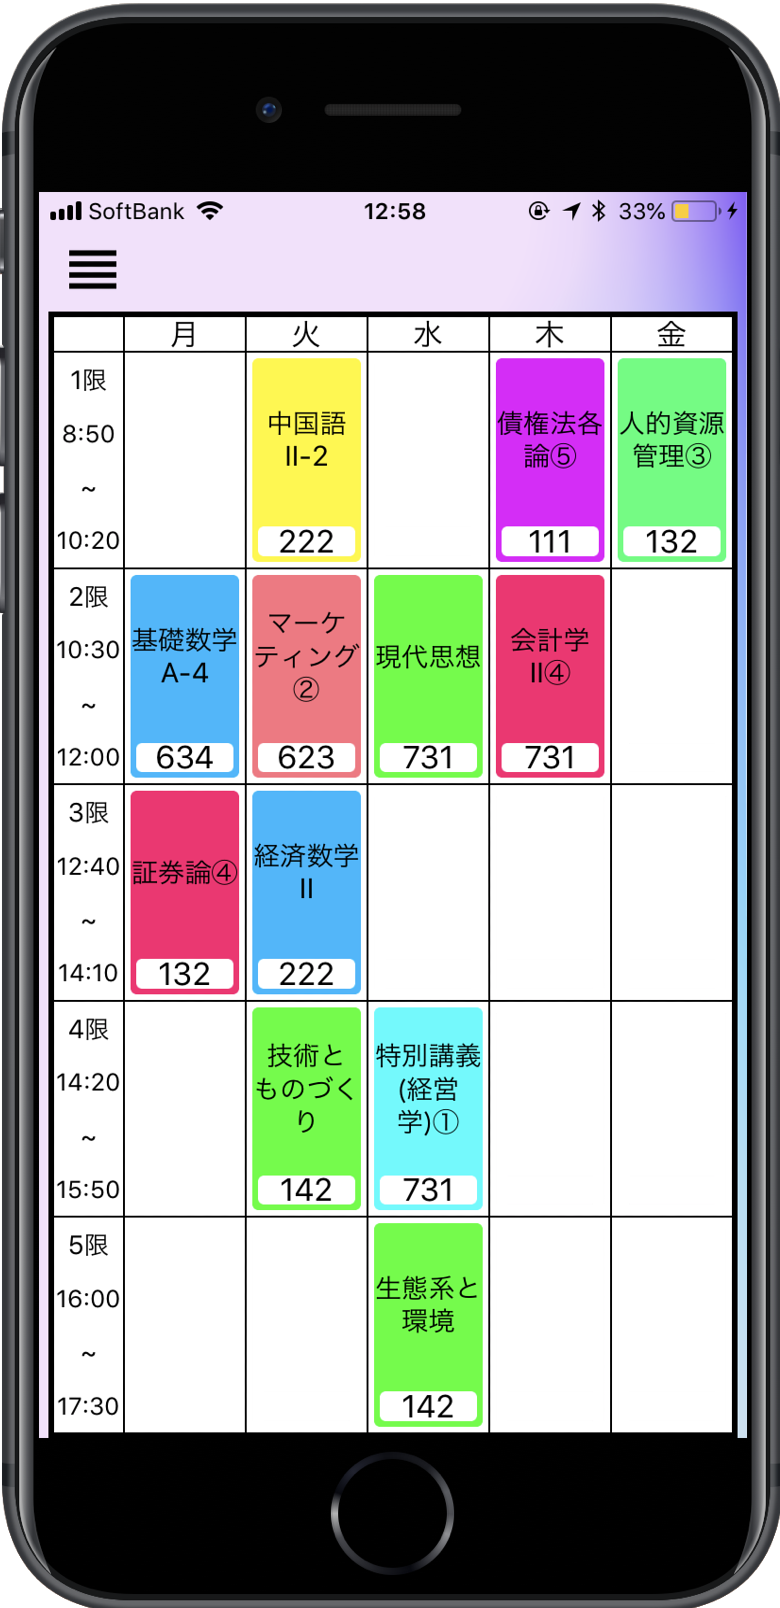 SoftBank 12:58 33%
月 火 水 木 金
1限
8:50
~
10:20
中国語
II-2
222
債権法各
論⑤
111
人的資源
管理③
132
2限
10:30
~
12:00
基礎数学
A-4
634
マーケ
ティング
②
623
現代思想
731
会計学
II④
731
3限
12:40
~
14:10
証券論④
132
経済数学
II
222
4限
14:20
~
15:50
技術と
ものづく
り
142
特別講義
(経営
学)①
731
5限
16:00
~
17:30
生態系と
環境
142